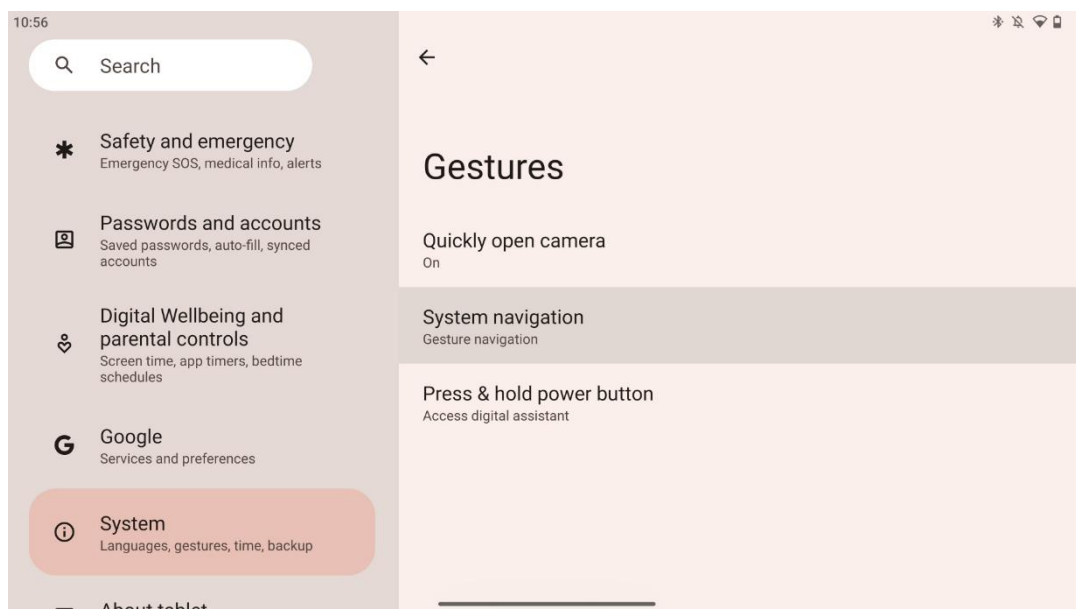 10:56
Search
Safety and emergency
Emergency SOS, medical info, alerts
Passwords and accounts
Saved passwords, auto-fill, synced
accounts
Digital Wellbeing and
parental controls
Screen time, app timers, bedtime
schedules
Google
Services and preferences
System
Languages, gestures, time, backup
About tablet
Gestures
Quickly open camera
On
System navigation
Gesture navigation
Press & hold power button
Access digital assistant